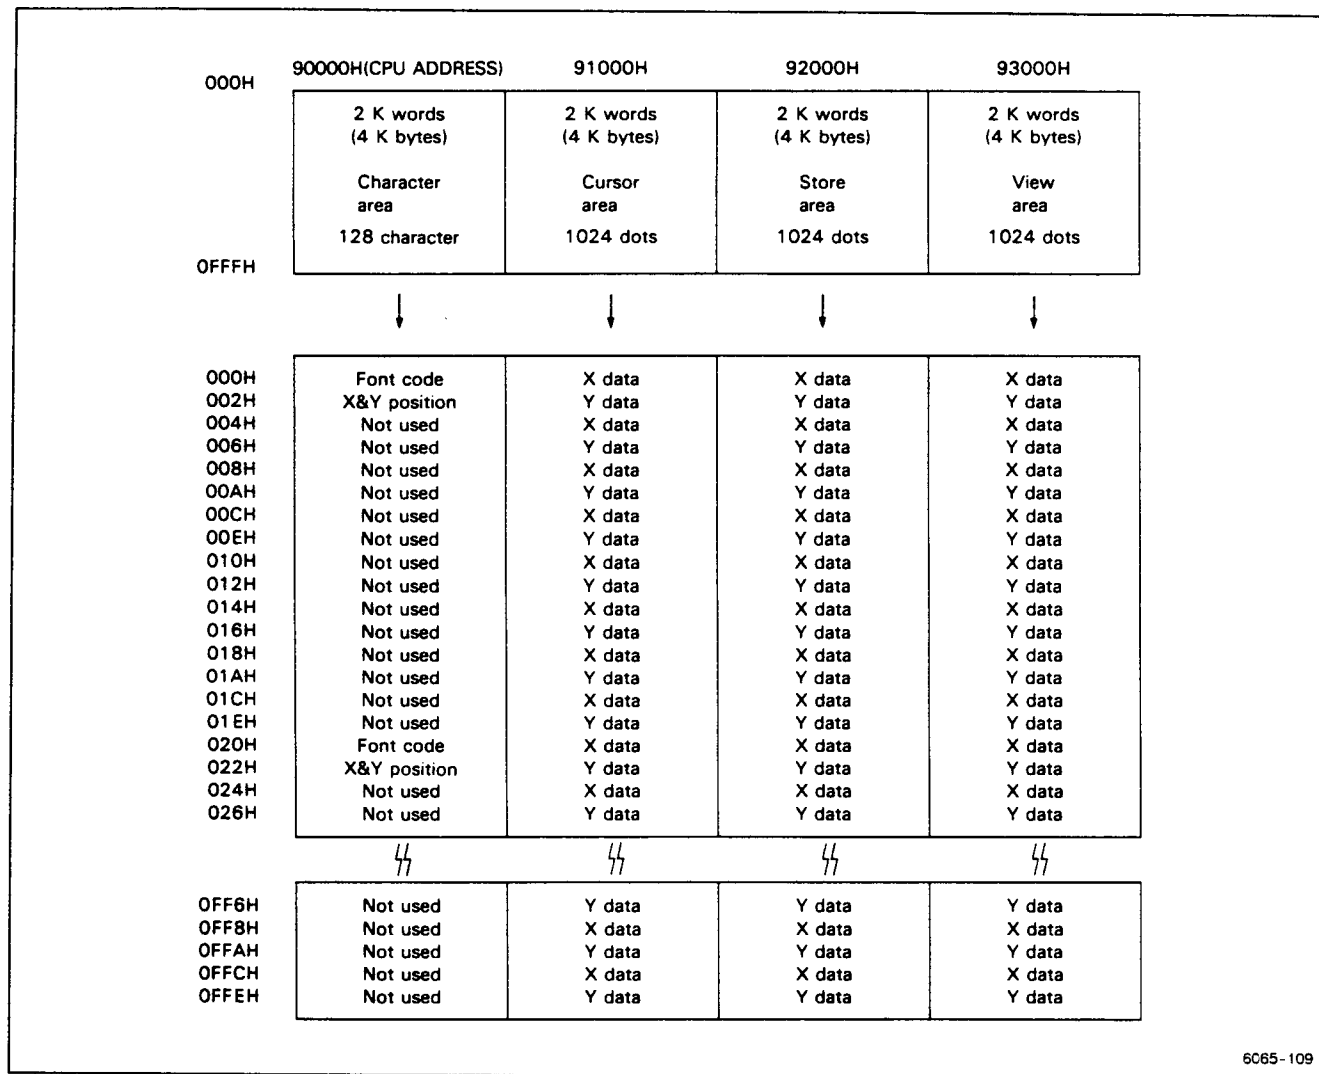 90000H(CPU ADDRESS) 91000H 92000H 93000H
000H
2 K words 2 K words 2 K words 2 K words
(4 K bytes) (4 K bytes) (4 K bytes) (4 K bytes)
Character Cursor Store View
area area area area
128 character 1024 dots 1024 dots 1024 dots
0FFFH
000H Font code X data X data X data
002H X&Y position Y data Y data Y data
004H Not used X data X data X data
006H Not used Y data Y data Y data
008H Not used X data X data X data
00AH Not used Y data Y data Y data
00CH Not used X data X data X data
00EH Not used Y data Y data Y data
010H Not used X data X data X data
012H Not used Y data Y data Y data
014H Not used X data X data X data
016H Not used Y data Y data Y data
018H Not used X data X data X data
01AH Not used Y data Y data Y data
01CH Not used X data X data X data
01EH Not used Y data Y data Y data
020H Font code X data X data X data
022H X&Y position Y data Y data Y data
024H Not used X data X data X data
026H Not used Y data Y data Y data
0FF6H Not used Y data Y data Y data
0FF8H Not used X data X data X data
0FFAH Not used Y data Y data Y data
0FFCH Not used X data X data X data
0FFEH Not used Y data Y data Y data
6065-109